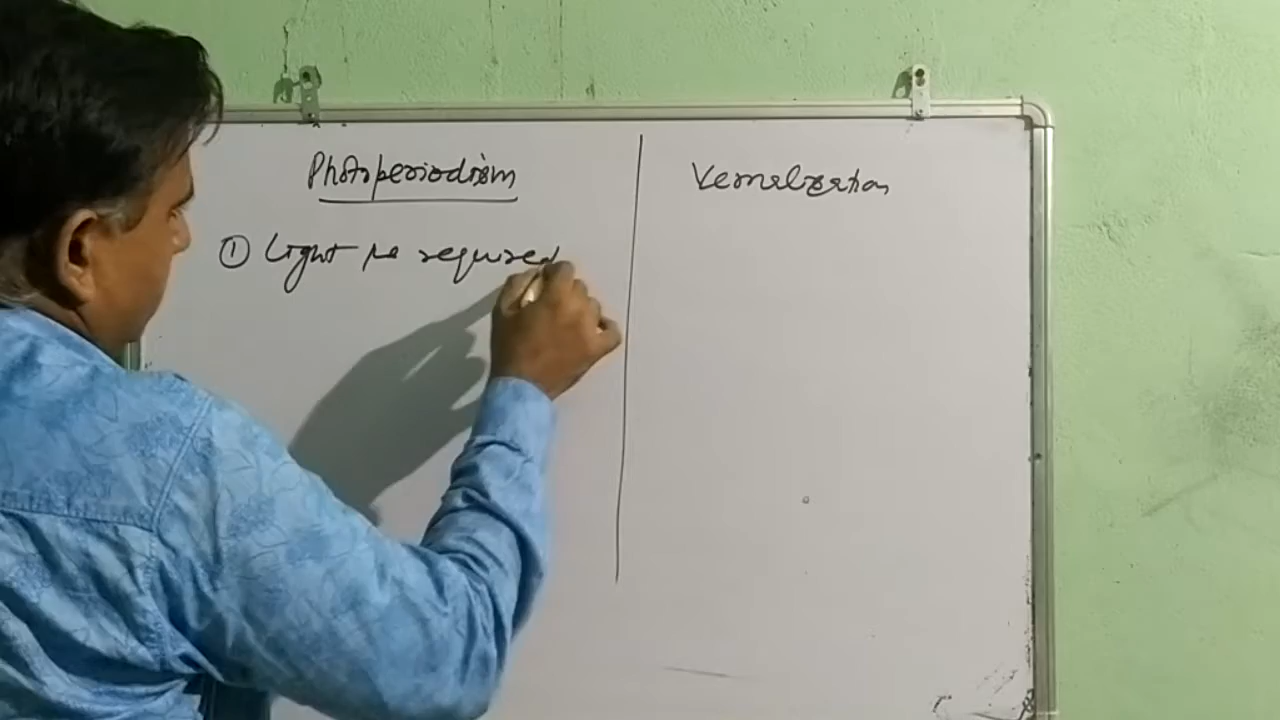 Photoperiodism
Vernalization
① Light is required